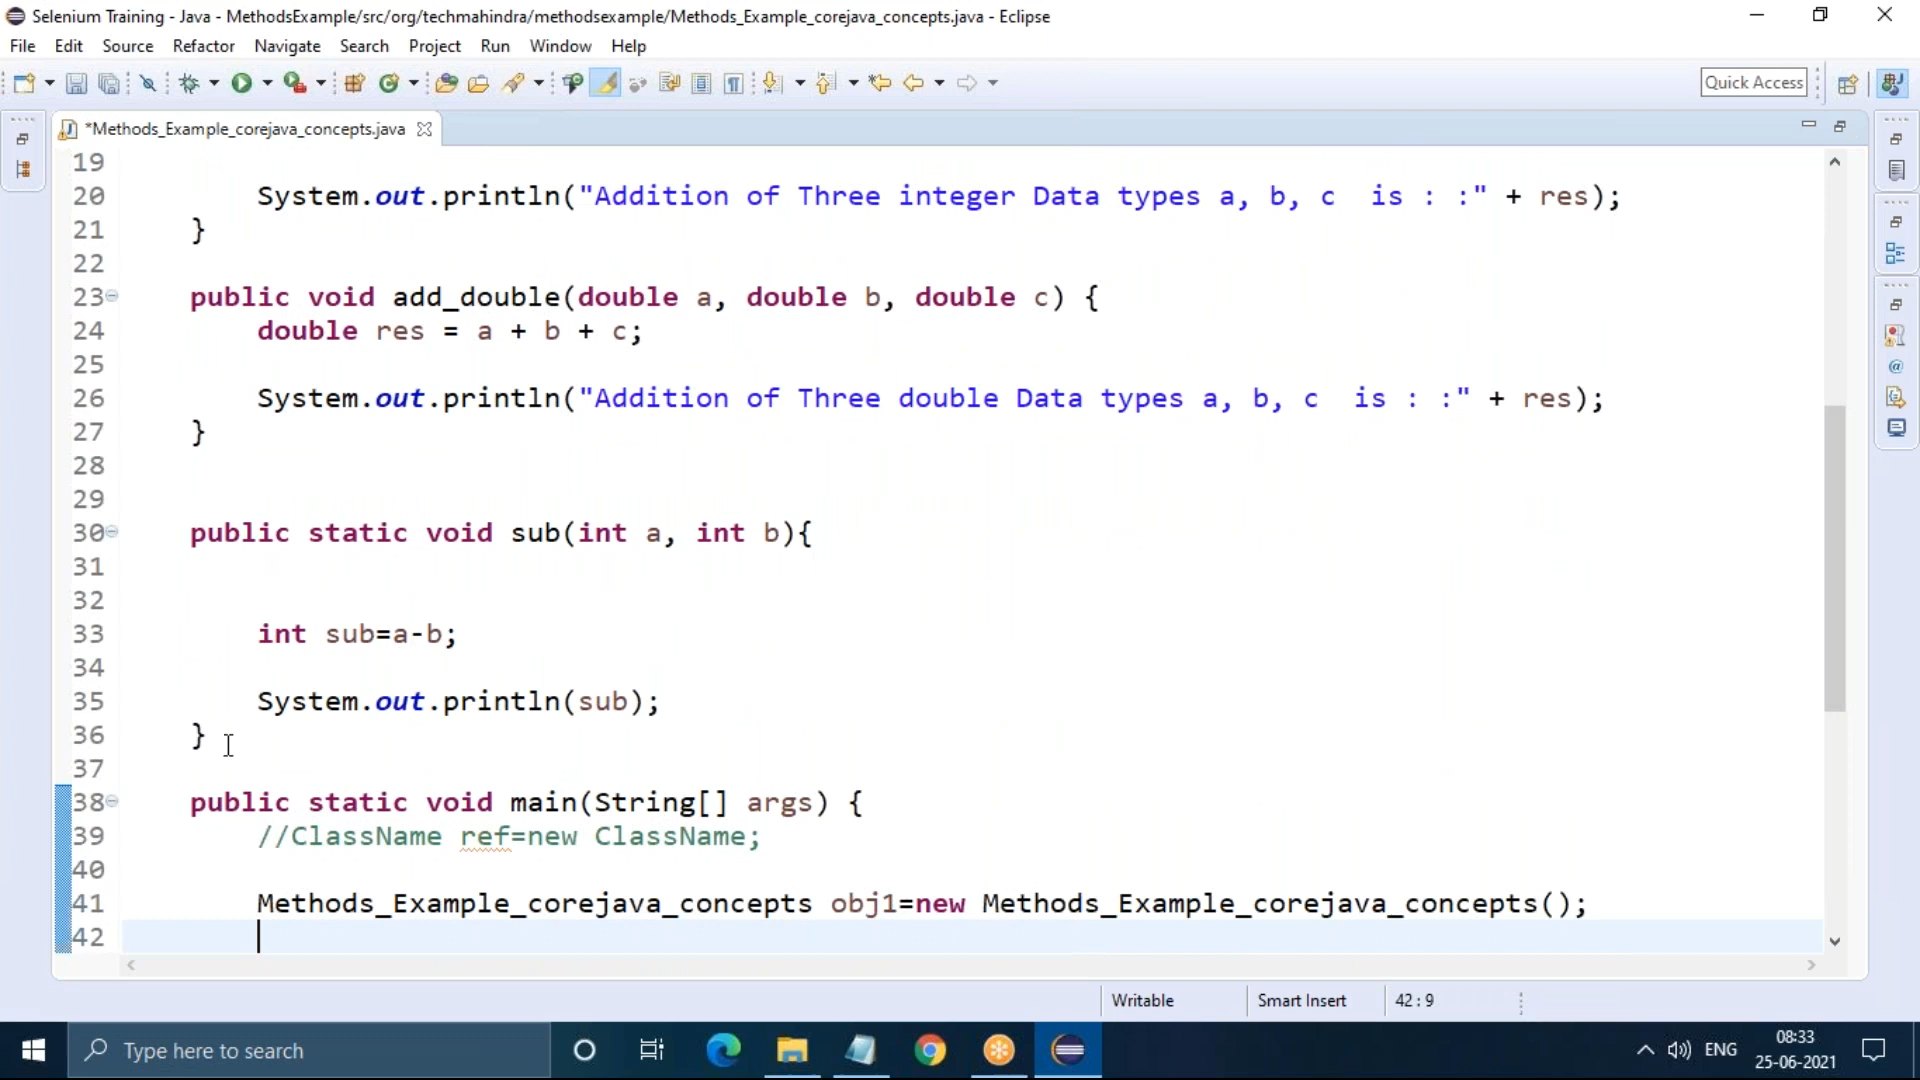 Selenium Training - Java - MethodsExample/src/org/techmahindra/methodsexample/Methods_Example_corejava_concepts.java - Eclipse
File Edit Source Refactor Navigate Search Project Run Window Help
Quick Access
*Methods_Example_corejava_concepts.java
19
20 System.out.println("Addition of Three integer Data types a, b, c  is : :" + res);
21 }
22
23 public void add_double(double a, double b, double c) {
24 double res = a + b + c;
25
26 System.out.println("Addition of Three double Data types a, b, c  is : :" + res);
27 }
28
29
30 public static void sub(int a, int b){
31
32
33 int sub=a-b;
34
35 System.out.println(sub);
36 }
37
38 public static void main(String[] args) {
39 //ClassName ref=new ClassName;
40
41 Methods_Example_corejava_concepts obj1=new Methods_Example_corejava_concepts();
42
Writable Smart Insert 42 : 9
Type here to search
ENG
08:33
25-06-2021